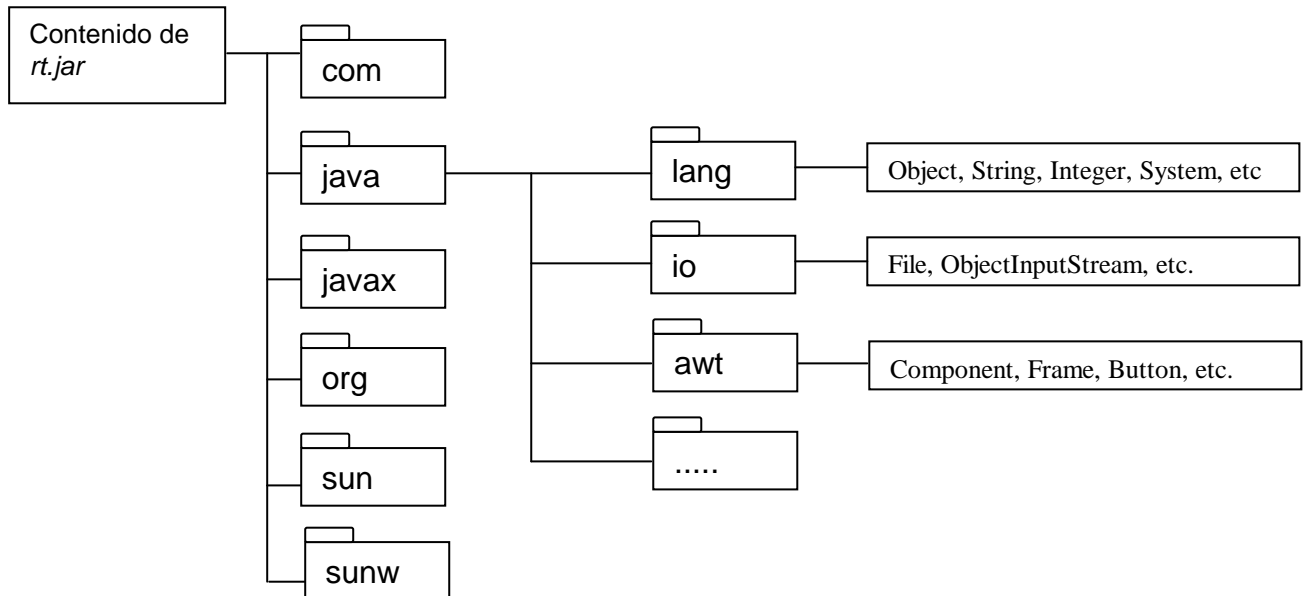 Contenido de
rt.jar
com
java
lang
Object, String, Integer, System, etc
javax
io
File, ObjectInputStream, etc.
org
awt
Component, Frame, Button, etc.
sun
.....
sunw